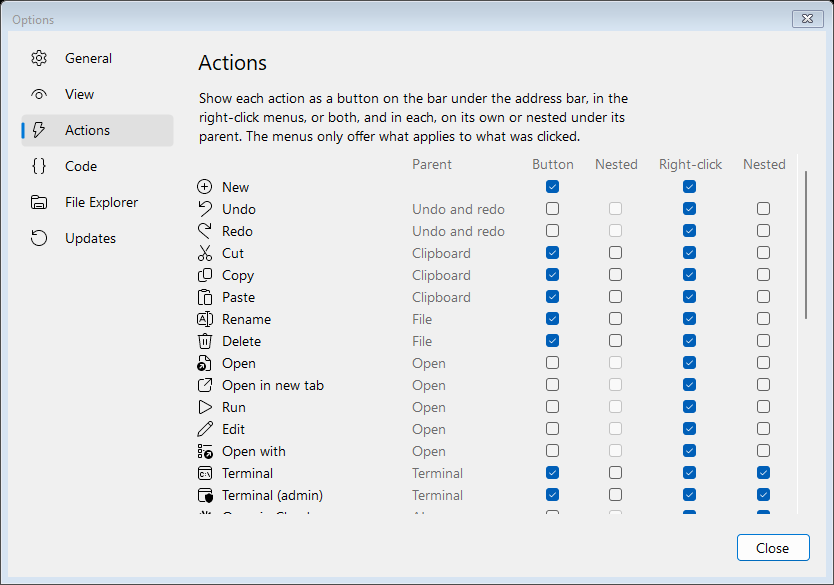 Options
General
View
Actions
Code
File Explorer
Updates
Actions
Show each action as a button on the bar under the address bar, in the
right-click menus, or both, and in each, on its own or nested under its
parent. The menus only offer what applies to what was clicked.
Parent Button Nested Right-click Nested
New
Undo Undo and redo
Redo Undo and redo
Cut Clipboard
Copy Clipboard
Paste Clipboard
Rename File
Delete File
Open Open
Open in new tab Open
Run Open
Edit Open
Open with Open
Terminal Terminal
Terminal (admin) Terminal
Close